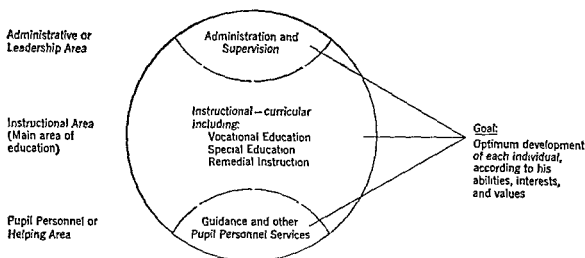 Administrative or
Leadership Area
Administration and
Supervision
Instructional Area
(Main area of
education)
Instructional—curricular
including:
Vocational Education
Special Education
Remedial Instruction
Goal:
Optimum development
of each individual,
according to his
abilities, interests,
and values
Pupil Personnel or
Helping Area
Guidance and other
Pupil Personnel Services